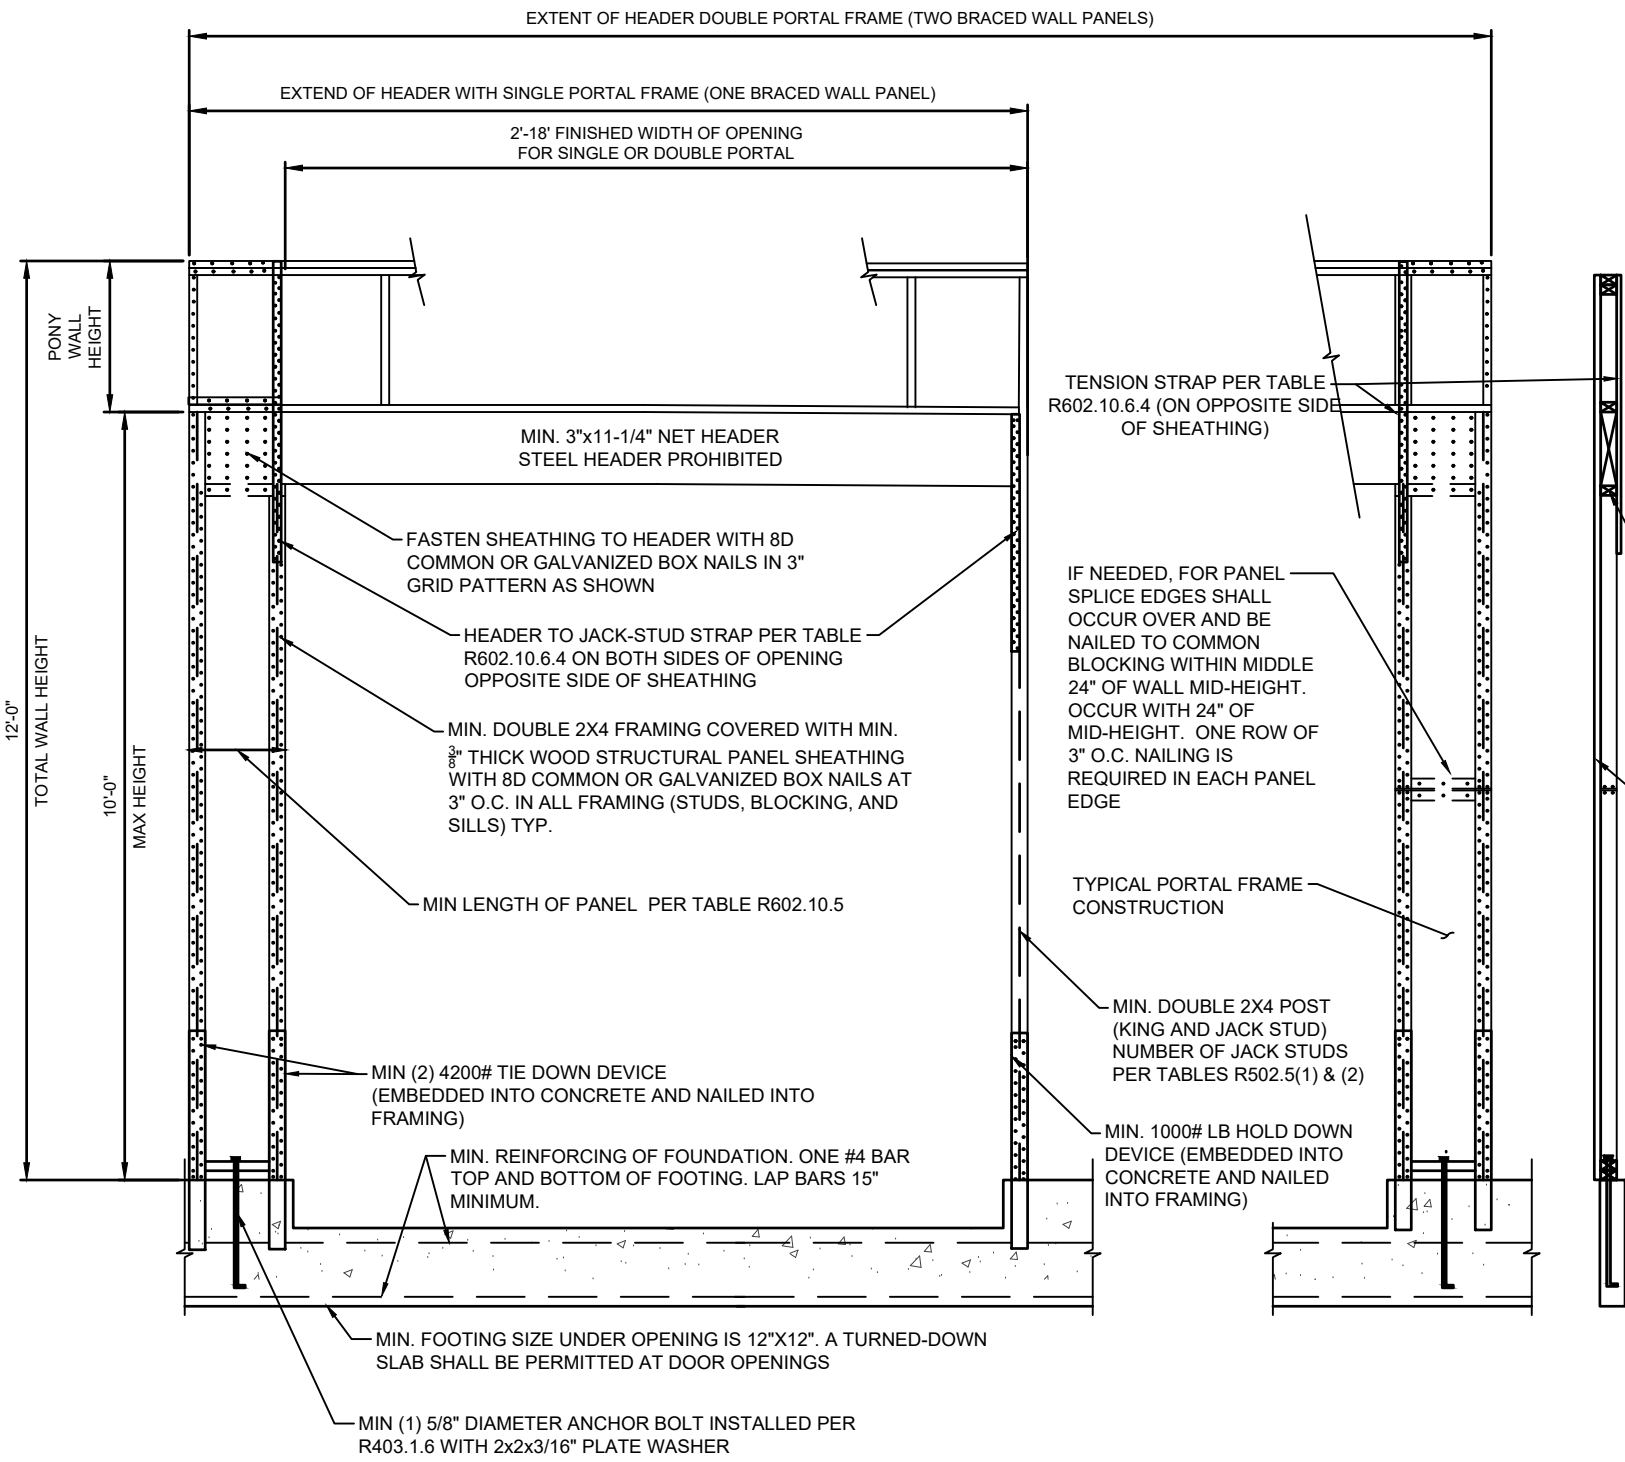 EXTENT OF HEADER DOUBLE PORTAL FRAME (TWO BRACED WALL PANELS)
EXTEND OF HEADER WITH SINGLE PORTAL FRAME (ONE BRACED WALL PANEL)
2'-18' FINISHED WIDTH OF OPENING
FOR SINGLE OR DOUBLE PORTAL
PONY
WALL
HEIGHT
12'-0"
TOTAL WALL HEIGHT
10'-0"
MAX HEIGHT
MIN. 3"x11-1/4" NET HEADER
STEEL HEADER PROHIBITED
TENSION STRAP PER TABLE
R602.10.6.4 (ON OPPOSITE SIDE
OF SHEATHING)
FASTEN SHEATHING TO HEADER WITH 8D
COMMON OR GALVANIZED BOX NAILS IN 3"
GRID PATTERN AS SHOWN
HEADER TO JACK-STUD STRAP PER TABLE
R602.10.6.4 ON BOTH SIDES OF OPENING
OPPOSITE SIDE OF SHEATHING
IF NEEDED, FOR PANEL
SPLICE EDGES SHALL
OCCUR OVER AND BE
NAILED TO COMMON
BLOCKING WITHIN MIDDLE
24" OF WALL MID-HEIGHT.
OCCUR WITH 24" OF
MID-HEIGHT. ONE ROW OF
3" O.C. NAILING IS
REQUIRED IN EACH PANEL
EDGE
MIN. DOUBLE 2X4 FRAMING COVERED WITH MIN.
3/8" THICK WOOD STRUCTURAL PANEL SHEATHING
WITH 8D COMMON OR GALVANIZED BOX NAILS AT
3" O.C. IN ALL FRAMING (STUDS, BLOCKING, AND
SILLS) TYP.
MIN LENGTH OF PANEL PER TABLE R602.10.5
TYPICAL PORTAL FRAME
CONSTRUCTION
MIN. DOUBLE 2X4 POST
(KING AND JACK STUD)
NUMBER OF JACK STUDS
PER TABLES R502.5(1) & (2)
MIN (2) 4200# TIE DOWN DEVICE
(EMBEDDED INTO CONCRETE AND NAILED INTO
FRAMING)
MIN. 1000# LB HOLD DOWN
DEVICE (EMBEDDED INTO
CONCRETE AND NAILED
INTO FRAMING)
MIN. REINFORCING OF FOUNDATION. ONE #4 BAR
TOP AND BOTTOM OF FOOTING. LAP BARS 15"
MINIMUM.
MIN. FOOTING SIZE UNDER OPENING IS 12"X12". A TURNED-DOWN
SLAB SHALL BE PERMITTED AT DOOR OPENINGS
MIN (1) 5/8" DIAMETER ANCHOR BOLT INSTALLED PER
R403.1.6 WITH 2x2x3/16" PLATE WASHER